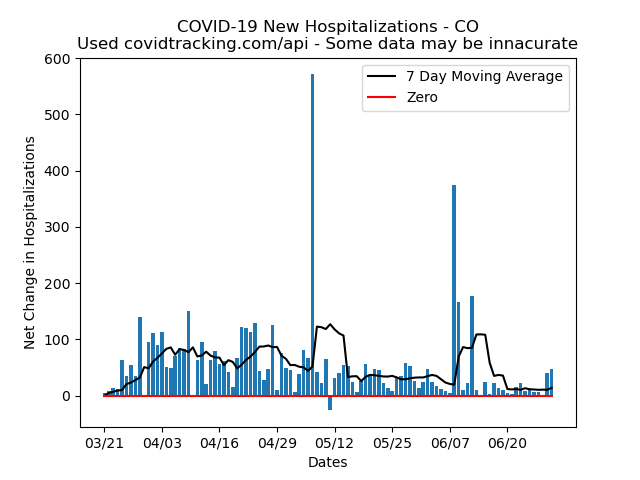 COVID-19 New Hospitalizations - CO
Used covidtracking.com/api - Some data may be innacurate
7 Day Moving Average
Zero
Net Change in Hospitalizations
600
500
400
300
200
100
0
03/21 04/03 04/16 04/29 05/12 05/25 06/07 06/20
Dates